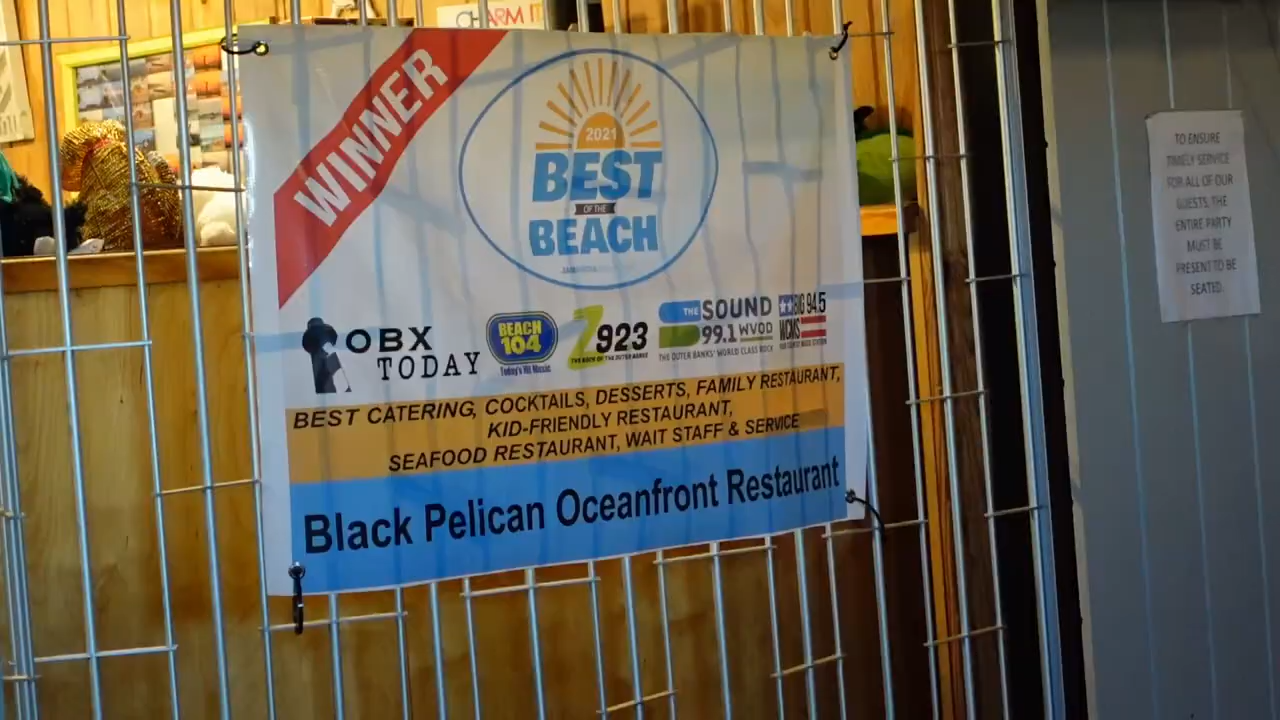 CHARM IT
WINNER
2021
BEST
OF THE
BEACH
OBX
TODAY
BEACH
104
Today's Hit Music
Z923
THE ROCK OF THE OUTER BANKS
THE SOUND
99.1 WVOD
THE OUTER BANKS' WORLD CLASS ROCK
BIG 94.5
WCMS
BEST CATERING, COCKTAILS, DESSERTS, FAMILY RESTAURANT,
KID-FRIENDLY RESTAURANT,
SEAFOOD RESTAURANT, WAIT STAFF & SERVICE
Black Pelican Oceanfront Restaurant
TO ENSURE
TIMELY SERVICE
FOR ALL OF OUR
GUESTS, THE
ENTIRE PARTY
MUST BE
PRESENT TO BE
SEATED.